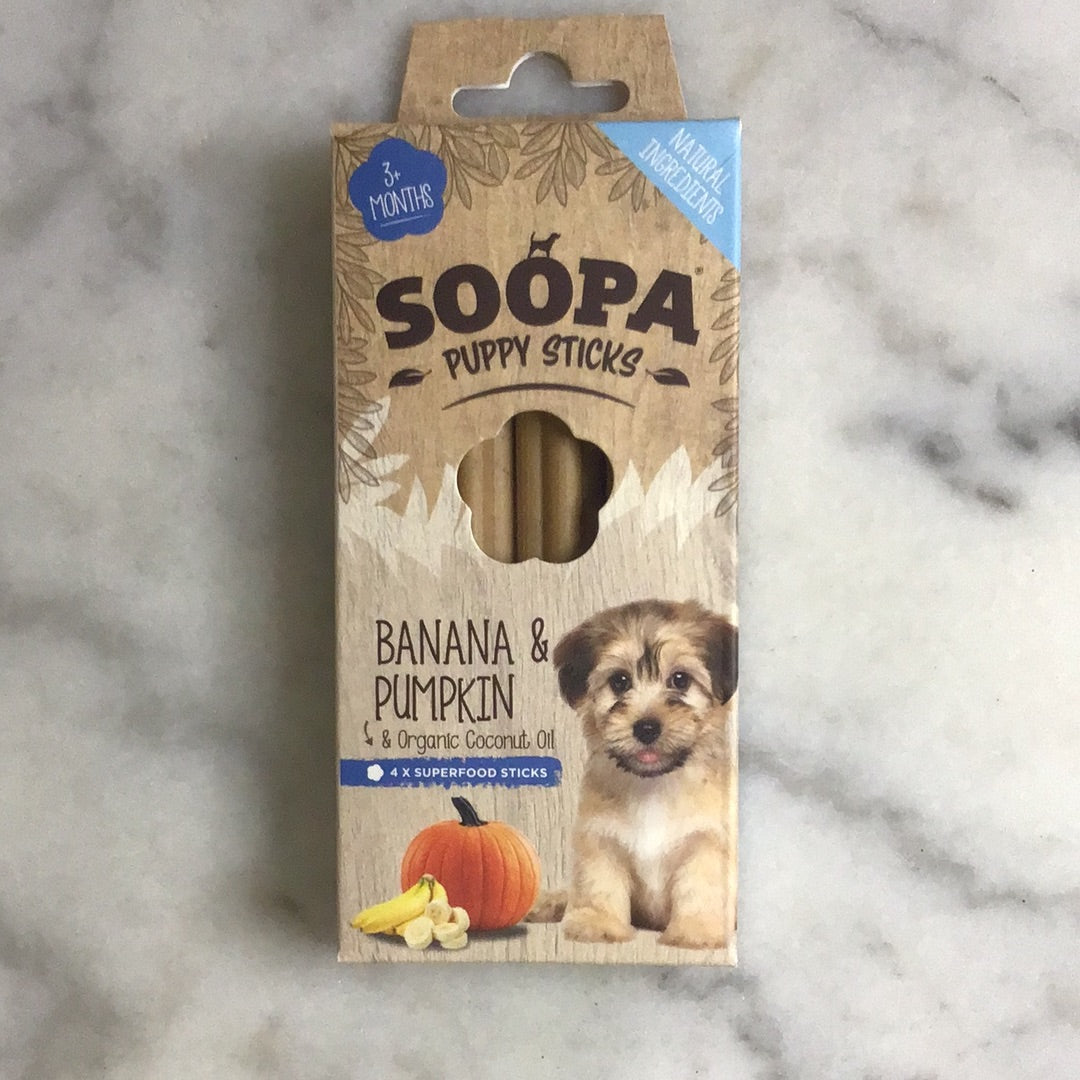 3+
MONTHS
NATURAL
INGREDIENTS
SOOPA®
PUPPY STICKS
BANANA &
PUMPKIN
& Organic Coconut Oil
4 X SUPERFOOD STICKS